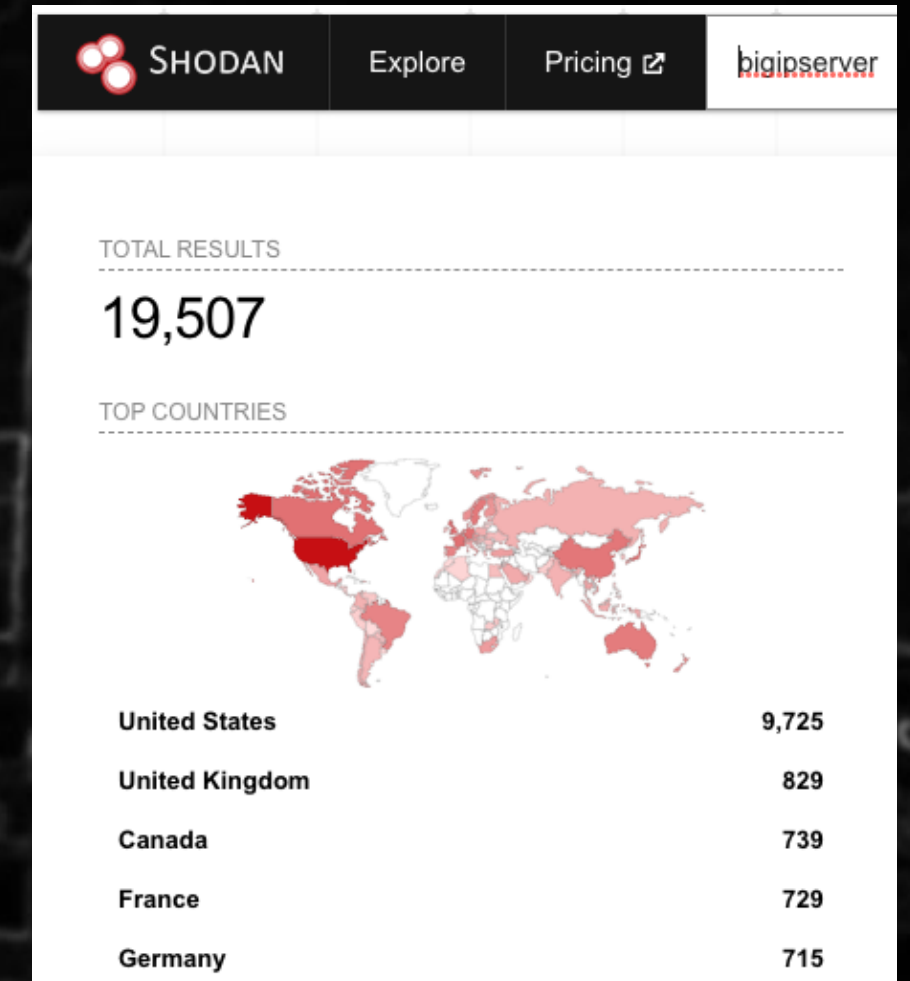 SHODAN Explore Pricing bigipserver
TOTAL RESULTS
19,507
TOP COUNTRIES
United States 9,725
United Kingdom 829
Canada 739
France 729
Germany 715